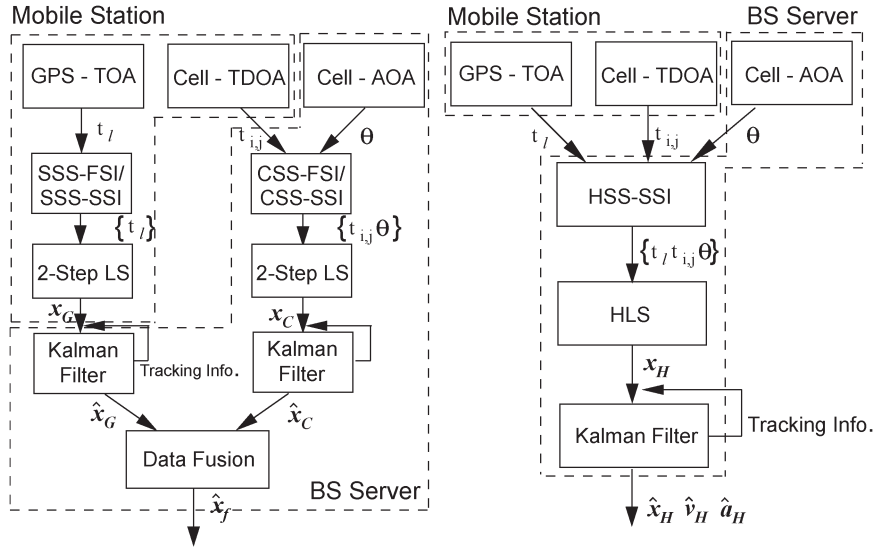 Mobile Station
GPS - TOA
Cell - TDOA
Cell - AOA
t_l
t_i,j
θ
SSS-FSI/
SSS-SSI
CSS-FSI/
CSS-SSI
{t_l}
{t_i,j θ}
2-Step LS
2-Step LS
x_G
x_C
Kalman
Filter
Tracking Info.
Kalman
Filter
x̂_G
x̂_C
Data Fusion
BS Server
x̂_f
Mobile Station
BS Server
GPS - TOA
Cell - TDOA
Cell - AOA
t_l
t_i,j
θ
HSS-SSI
{t_l t_i,j θ}
HLS
x_H
Kalman Filter
Tracking Info.
x̂_H v̂_H â_H